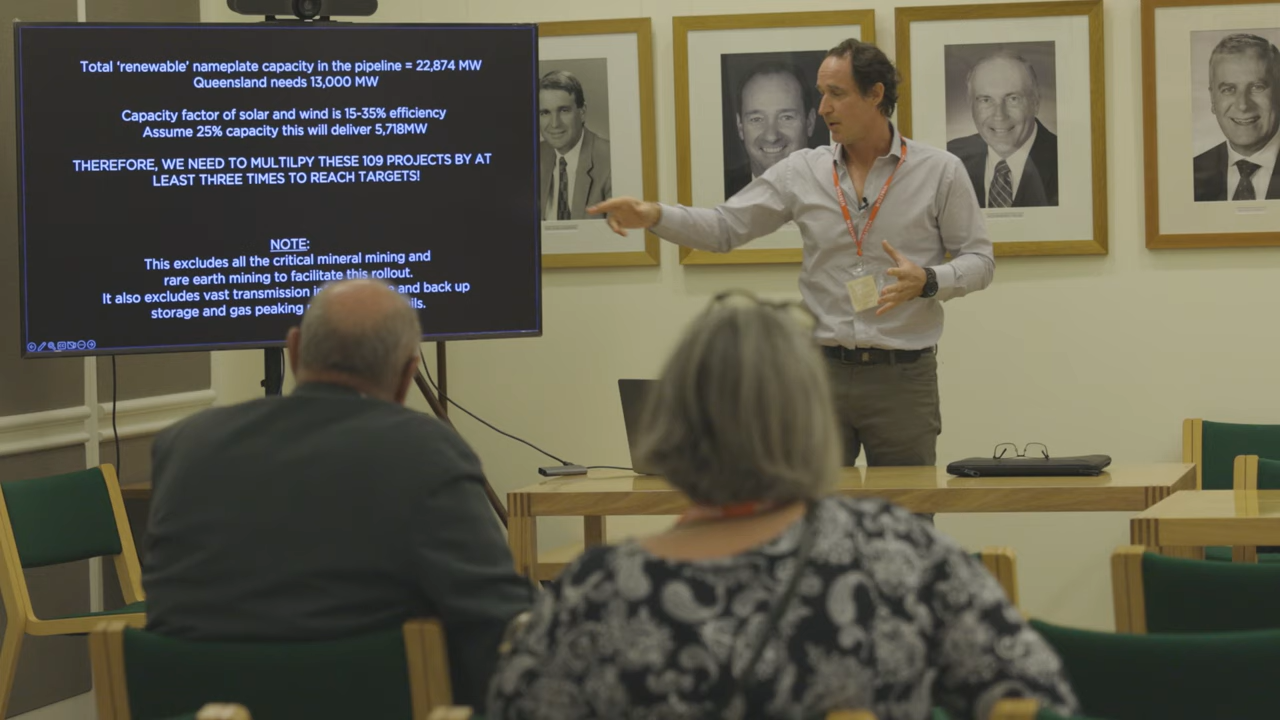 Total 'renewable' nameplate capacity in the pipeline = 22,874 MW
Queensland needs 13,000 MW
Capacity factor of solar and wind is 15-35% efficiency
Assume 25% capacity this will deliver 5,718MW
THEREFORE, WE NEED TO MULTILPY THESE 109 PROJECTS BY AT
LEAST THREE TIMES TO REACH TARGETS!
NOTE:
This excludes all the critical mineral mining and
rare earth mining to facilitate this rollout.
It also excludes vast transmission and back up
storage and gas peaking